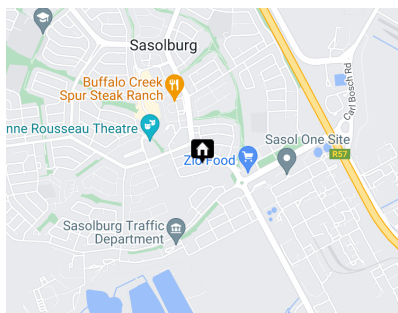 Sasolburg
Buffalo Creek
Spur Steak Ranch
Carl Bosch Rd
nne Rousseau Theatre
Sasol One Site
Zio Food
R57
Sasolburg Traffic
Department